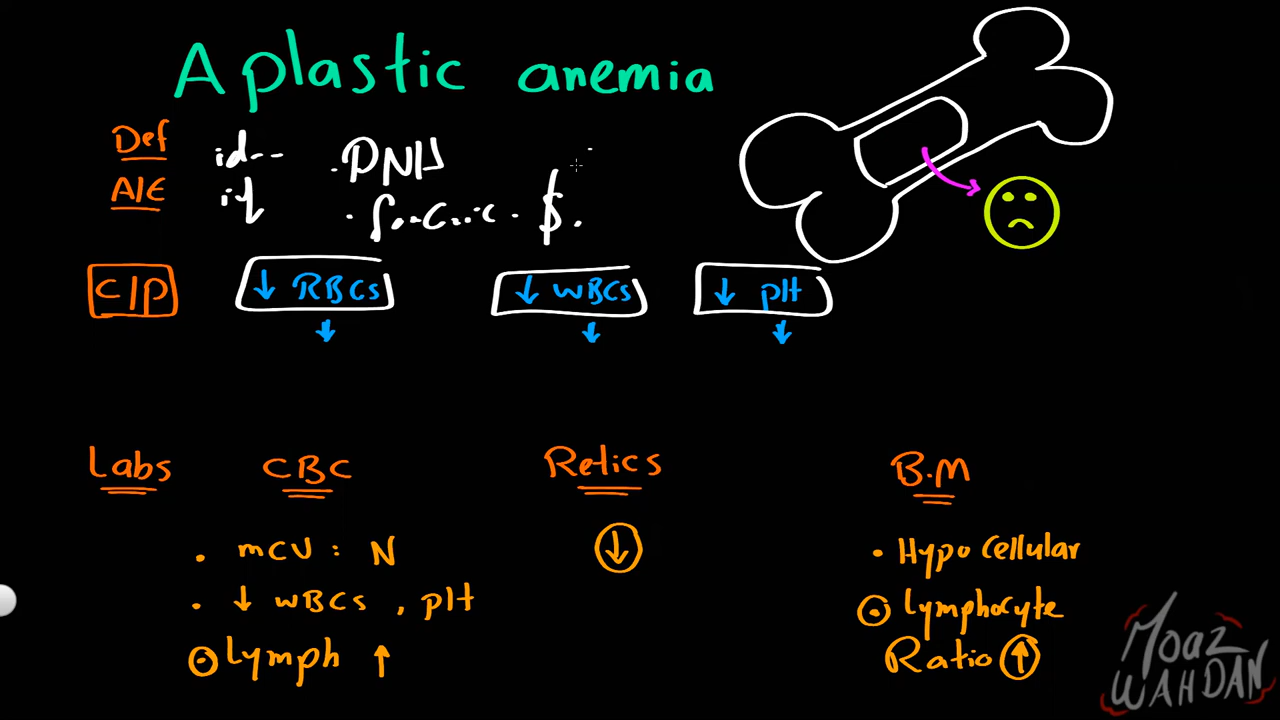 Aplastic anemia
Def id--
. PNH
A/E
. $.
C/P ↓ RBCs ↓ WBCs ↓ plt
Labs CBC Retics B.M
. mCV : N ↓ . Hypo Cellular
. ↓ WBCs , plt . Lymphocyte
. Lymph ↑ Ratio ↑
MOAZ
WAHDAN